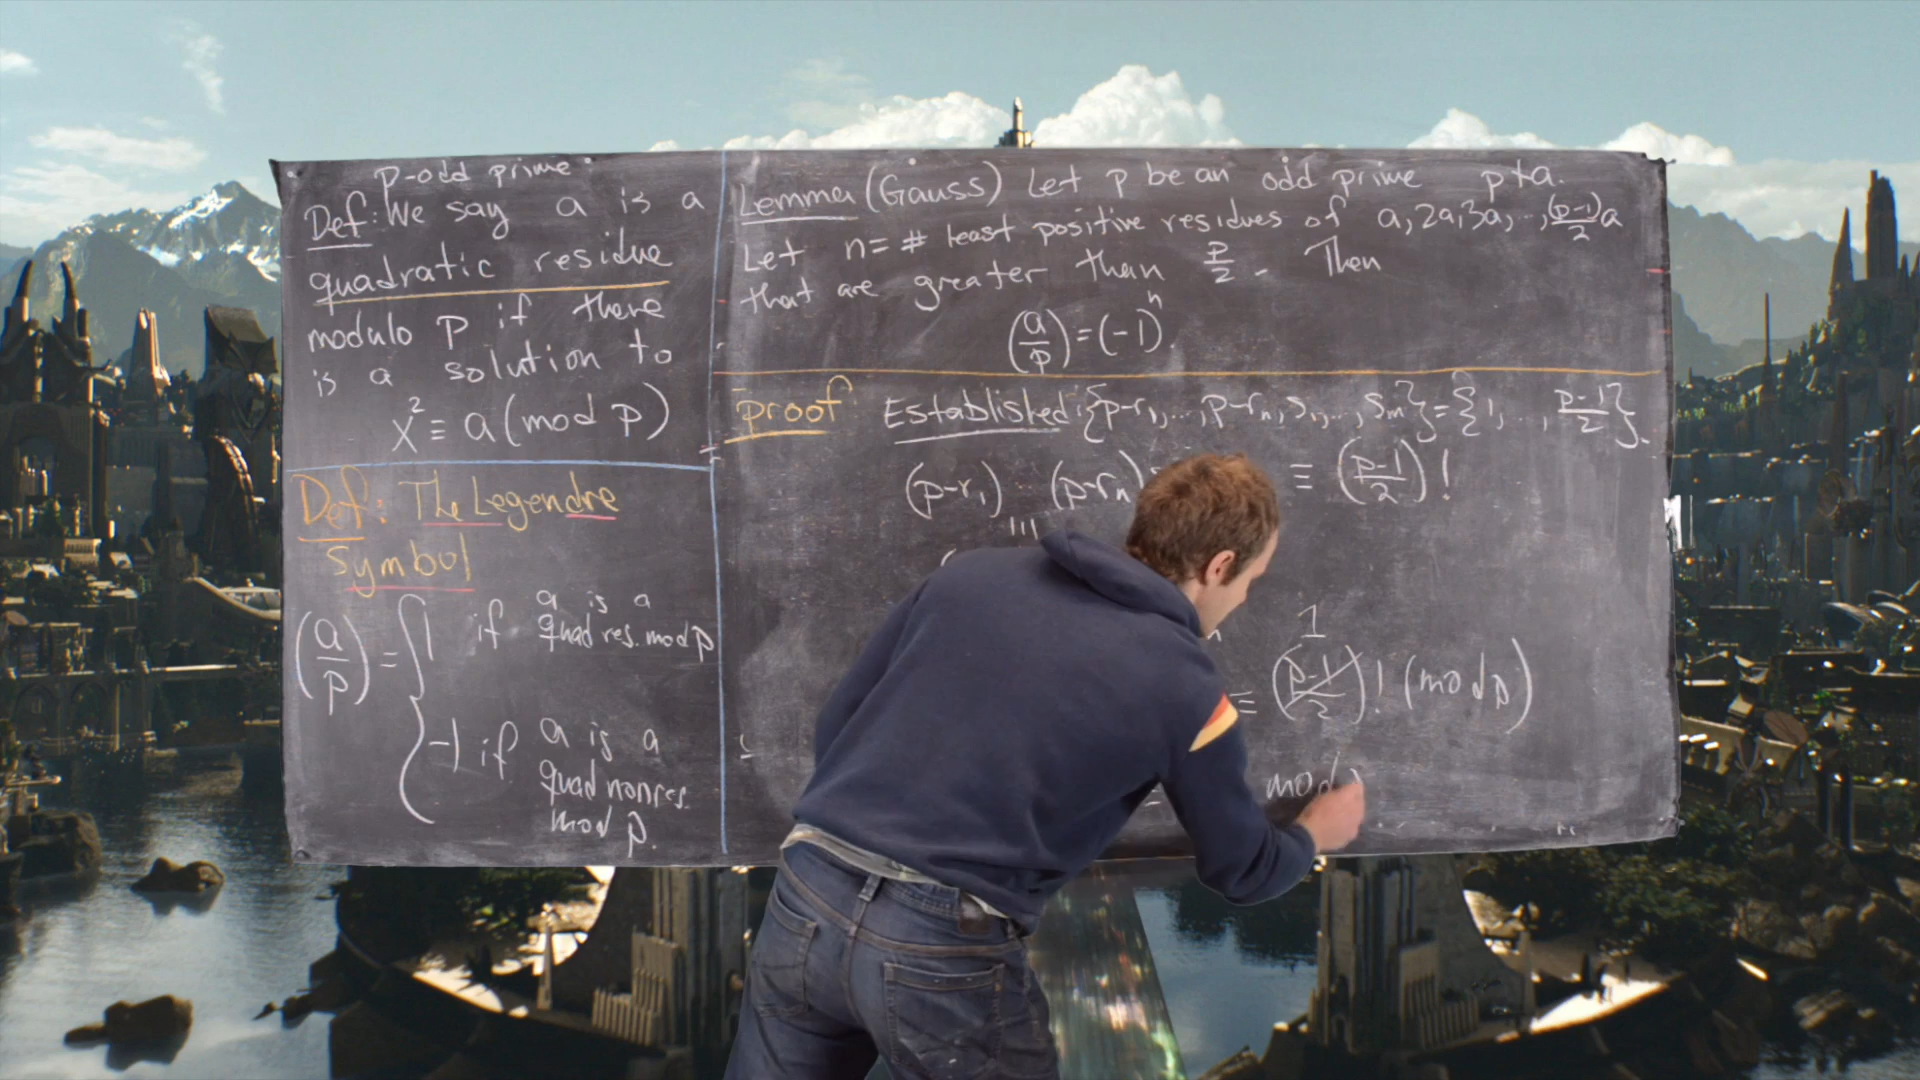 p-odd prime
Def: We say a is a
quadratic residue
modulo p if there
is a solution to
x² ≡ a (mod p)
Def: The Legendre
Symbol
(a/p) = { 1 if a is a
quad res. mod p
-1 if a is a
quad nonres.
mod p.
Lemma (Gauss) Let p be an odd prime p∤a.
Let n = # least positive residues of a, 2a, 3a, .., (p-1)/2 a
that are greater than p/2. Then
(a/p) = (-1)ⁿ.
proof Established: {p-r₁, ..., p-rₙ, s₁, ..., sₘ} = {1, .., (p-1)/2}.
(p-r₁) ... (p-rₙ) ≡ ((p-1)/2)!
1
≡ ((p-1)/2)! (mod p)
mod